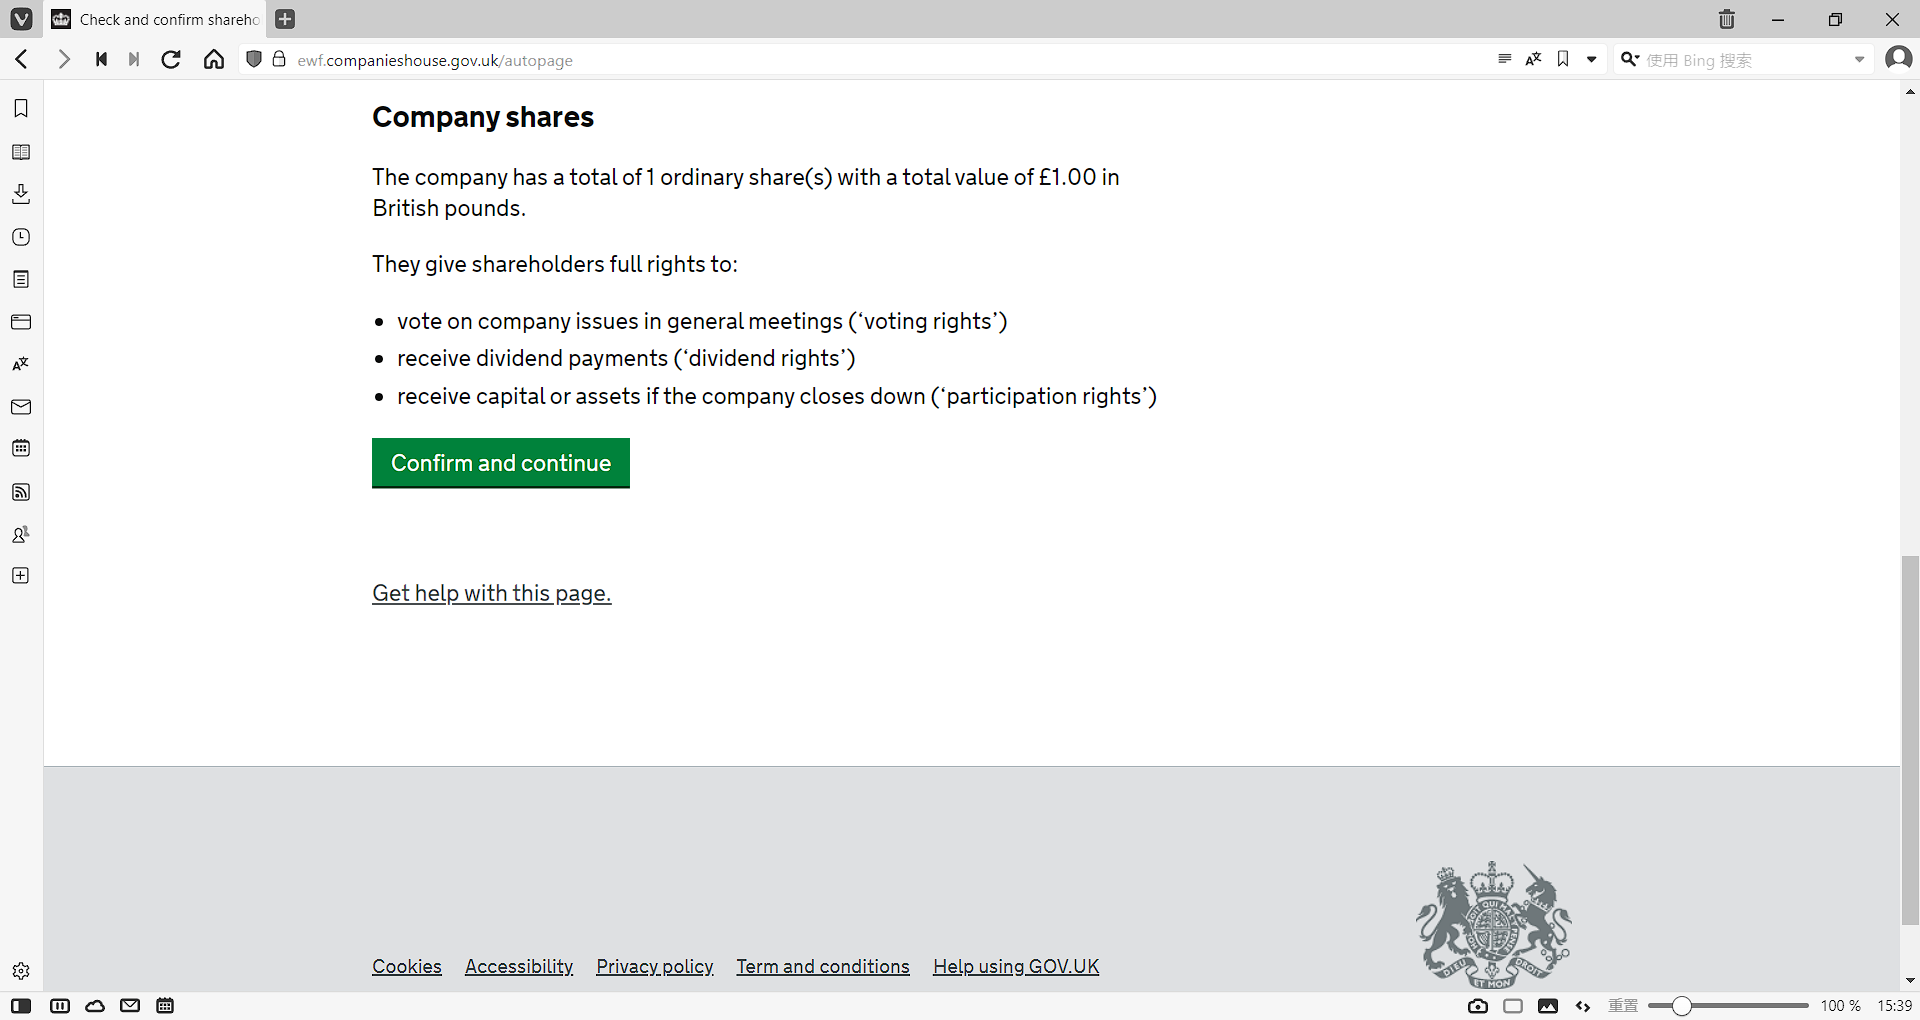 Check and confirm shareho
ewf.companieshouse.gov.uk/autopage
使用 Bing 搜索
Company shares
The company has a total of 1 ordinary share(s) with a total value of £1.00 in
British pounds.
They give shareholders full rights to:
• vote on company issues in general meetings (‘voting rights’)
• receive dividend payments (‘dividend rights’)
• receive capital or assets if the company closes down (‘participation rights’)
Confirm and continue
Get help with this page.
Cookies Accessibility Privacy policy Term and conditions Help using GOV.UK
DIEU ET MON DROIT
重置 100 % 15:39